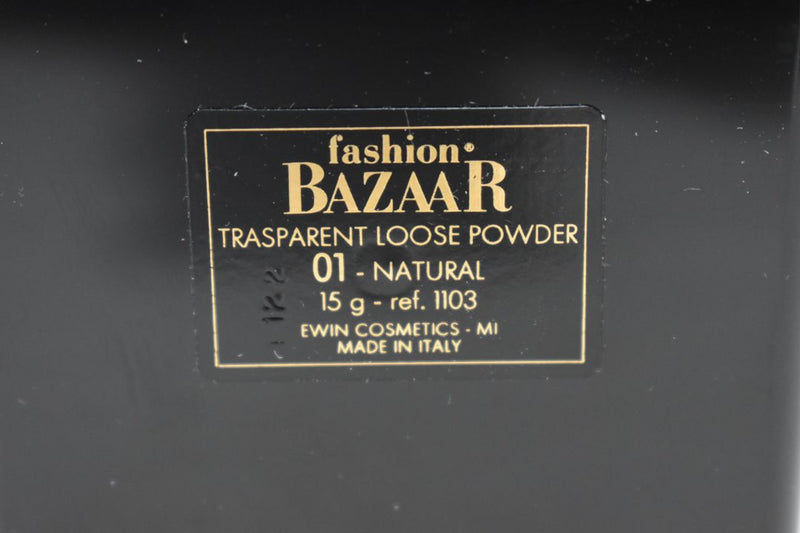 fashion®
BAZAAR
TRASPARENT LOOSE POWDER
01 - NATURAL
15 g - ref. 1103
EWIN COSMETICS - MI
MADE IN ITALY